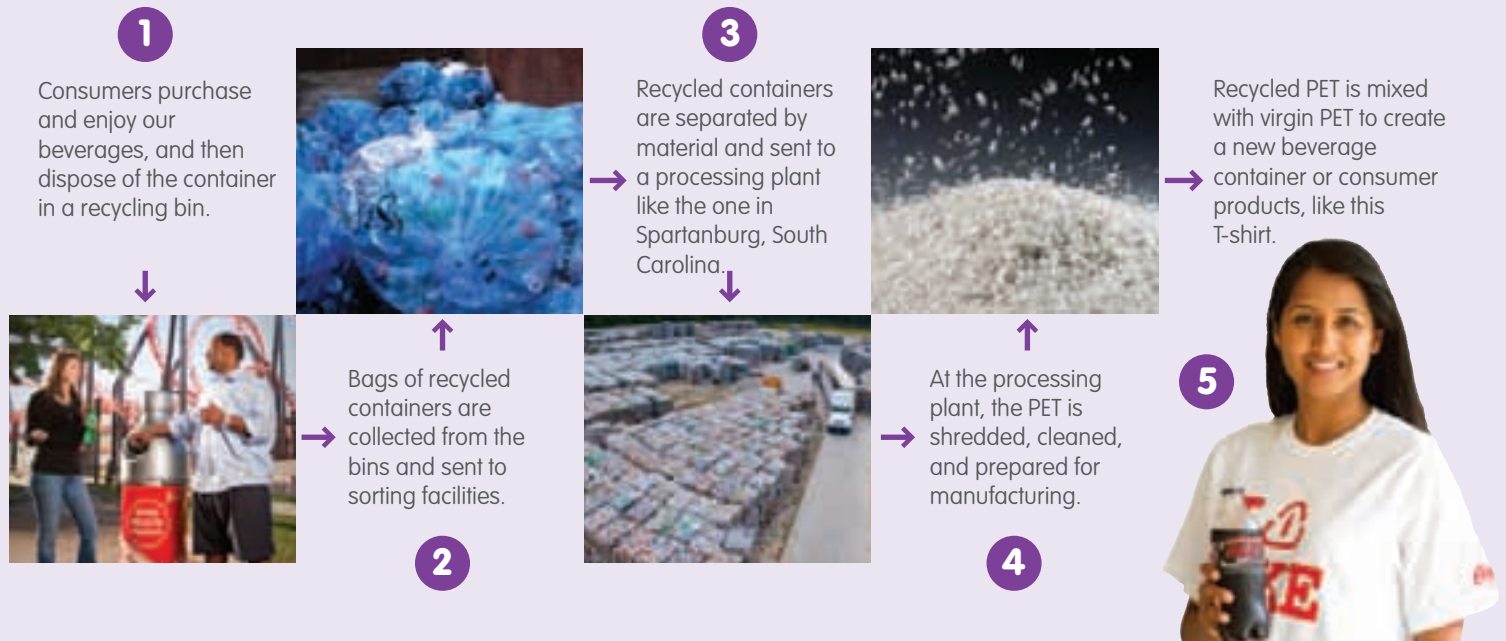 1
Consumers purchase
and enjoy our
beverages, and then
dispose of the container
in a recycling bin.
Bags of recycled
containers are
collected from the
bins and sent to
sorting facilities.
2
3
Recycled containers
are separated by
material and sent to
a processing plant
like the one in
Spartanburg, South
Carolina.
At the processing
plant, the PET is
shredded, cleaned,
and prepared for
manufacturing.
4
Recycled PET is mixed
with virgin PET to create
a new beverage
container or consumer
products, like this
T-shirt.
5